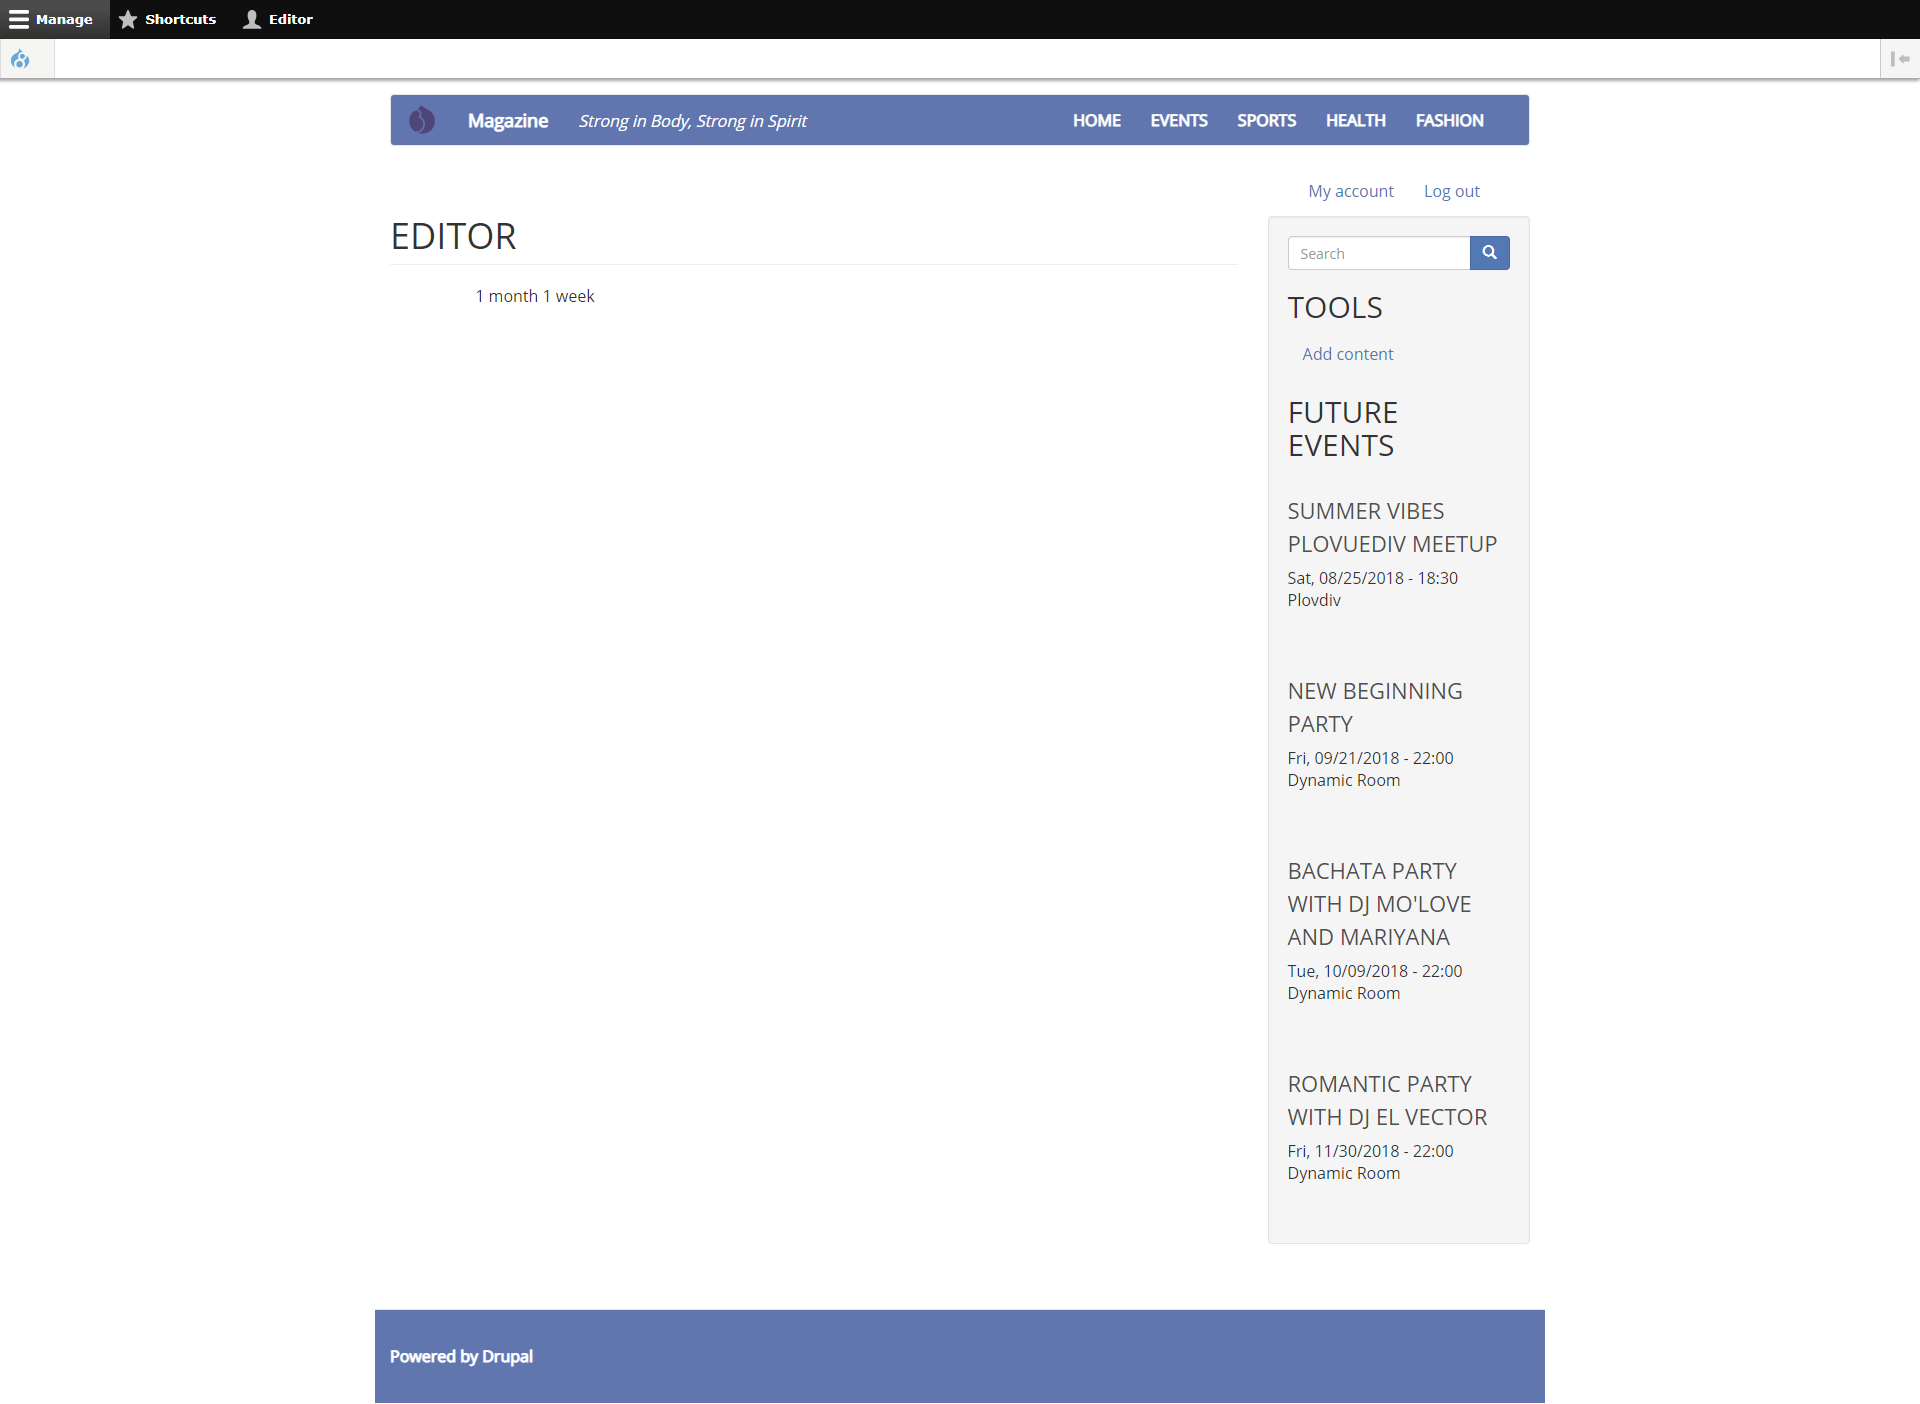 Manage
Shortcuts
Editor
Magazine
Strong in Body, Strong in Spirit
HOME
EVENTS
SPORTS
HEALTH
FASHION
My account
Log out
EDITOR
1 month 1 week
Search
TOOLS
Add content
FUTURE
EVENTS
SUMMER VIBES
PLOVUEDIV MEETUP
Sat, 08/25/2018 - 18:30
Plovdiv
NEW BEGINNING
PARTY
Fri, 09/21/2018 - 22:00
Dynamic Room
BACHATA PARTY
WITH DJ MO'LOVE
AND MARIYANA
Tue, 10/09/2018 - 22:00
Dynamic Room
ROMANTIC PARTY
WITH DJ EL VECTOR
Fri, 11/30/2018 - 22:00
Dynamic Room
Powered by Drupal